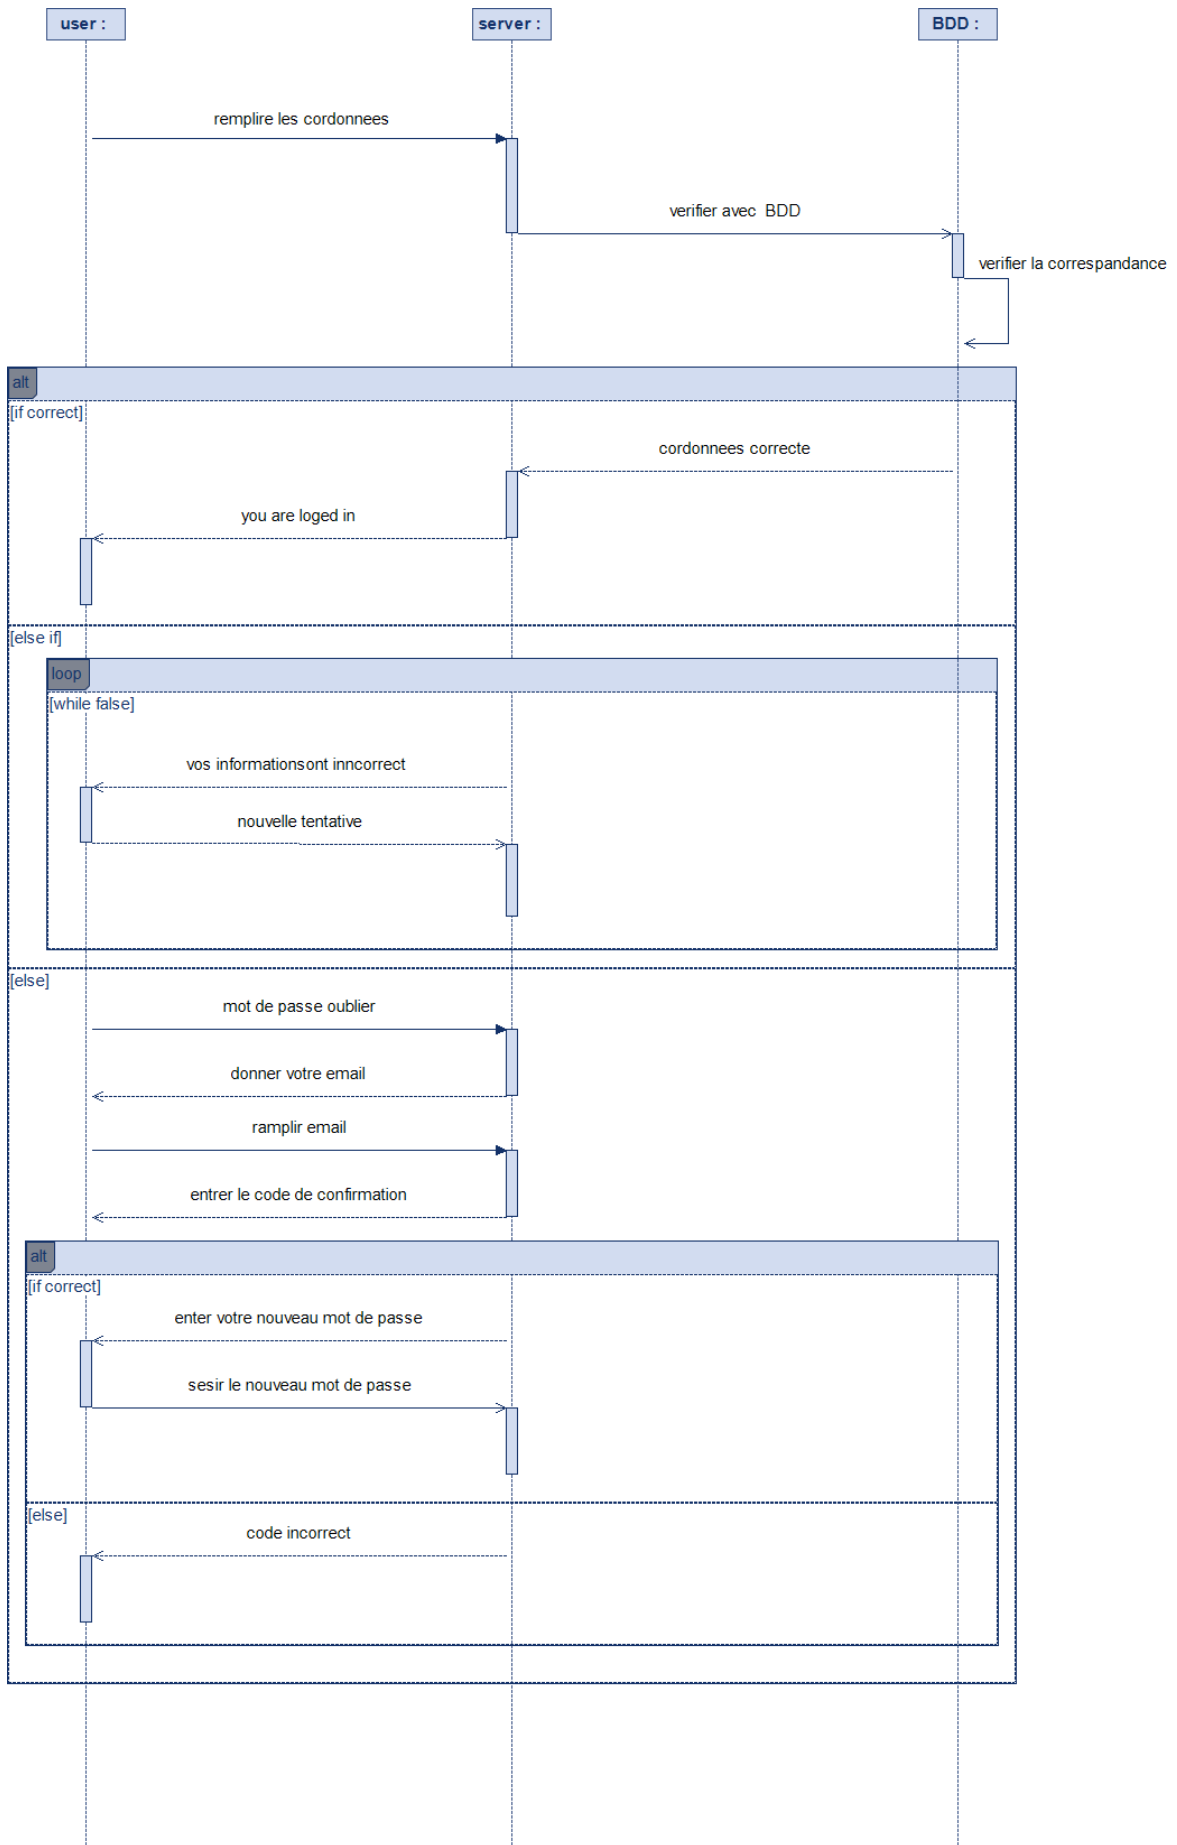 user :
server :
BDD :
remplire les cordonnees
verifier avec  BDD
verifier la correspandance
alt
[if correct]
cordonnees correcte
you are loged in
[else if]
loop
[while false]
vos informationsont inncorrect
nouvelle tentative
[else]
mot de passe oublier
donner votre email
ramplir email
entrer le code de confirmation
alt
[if correct]
enter votre nouveau mot de passe
sesir le nouveau mot de passe
[else]
code incorrect